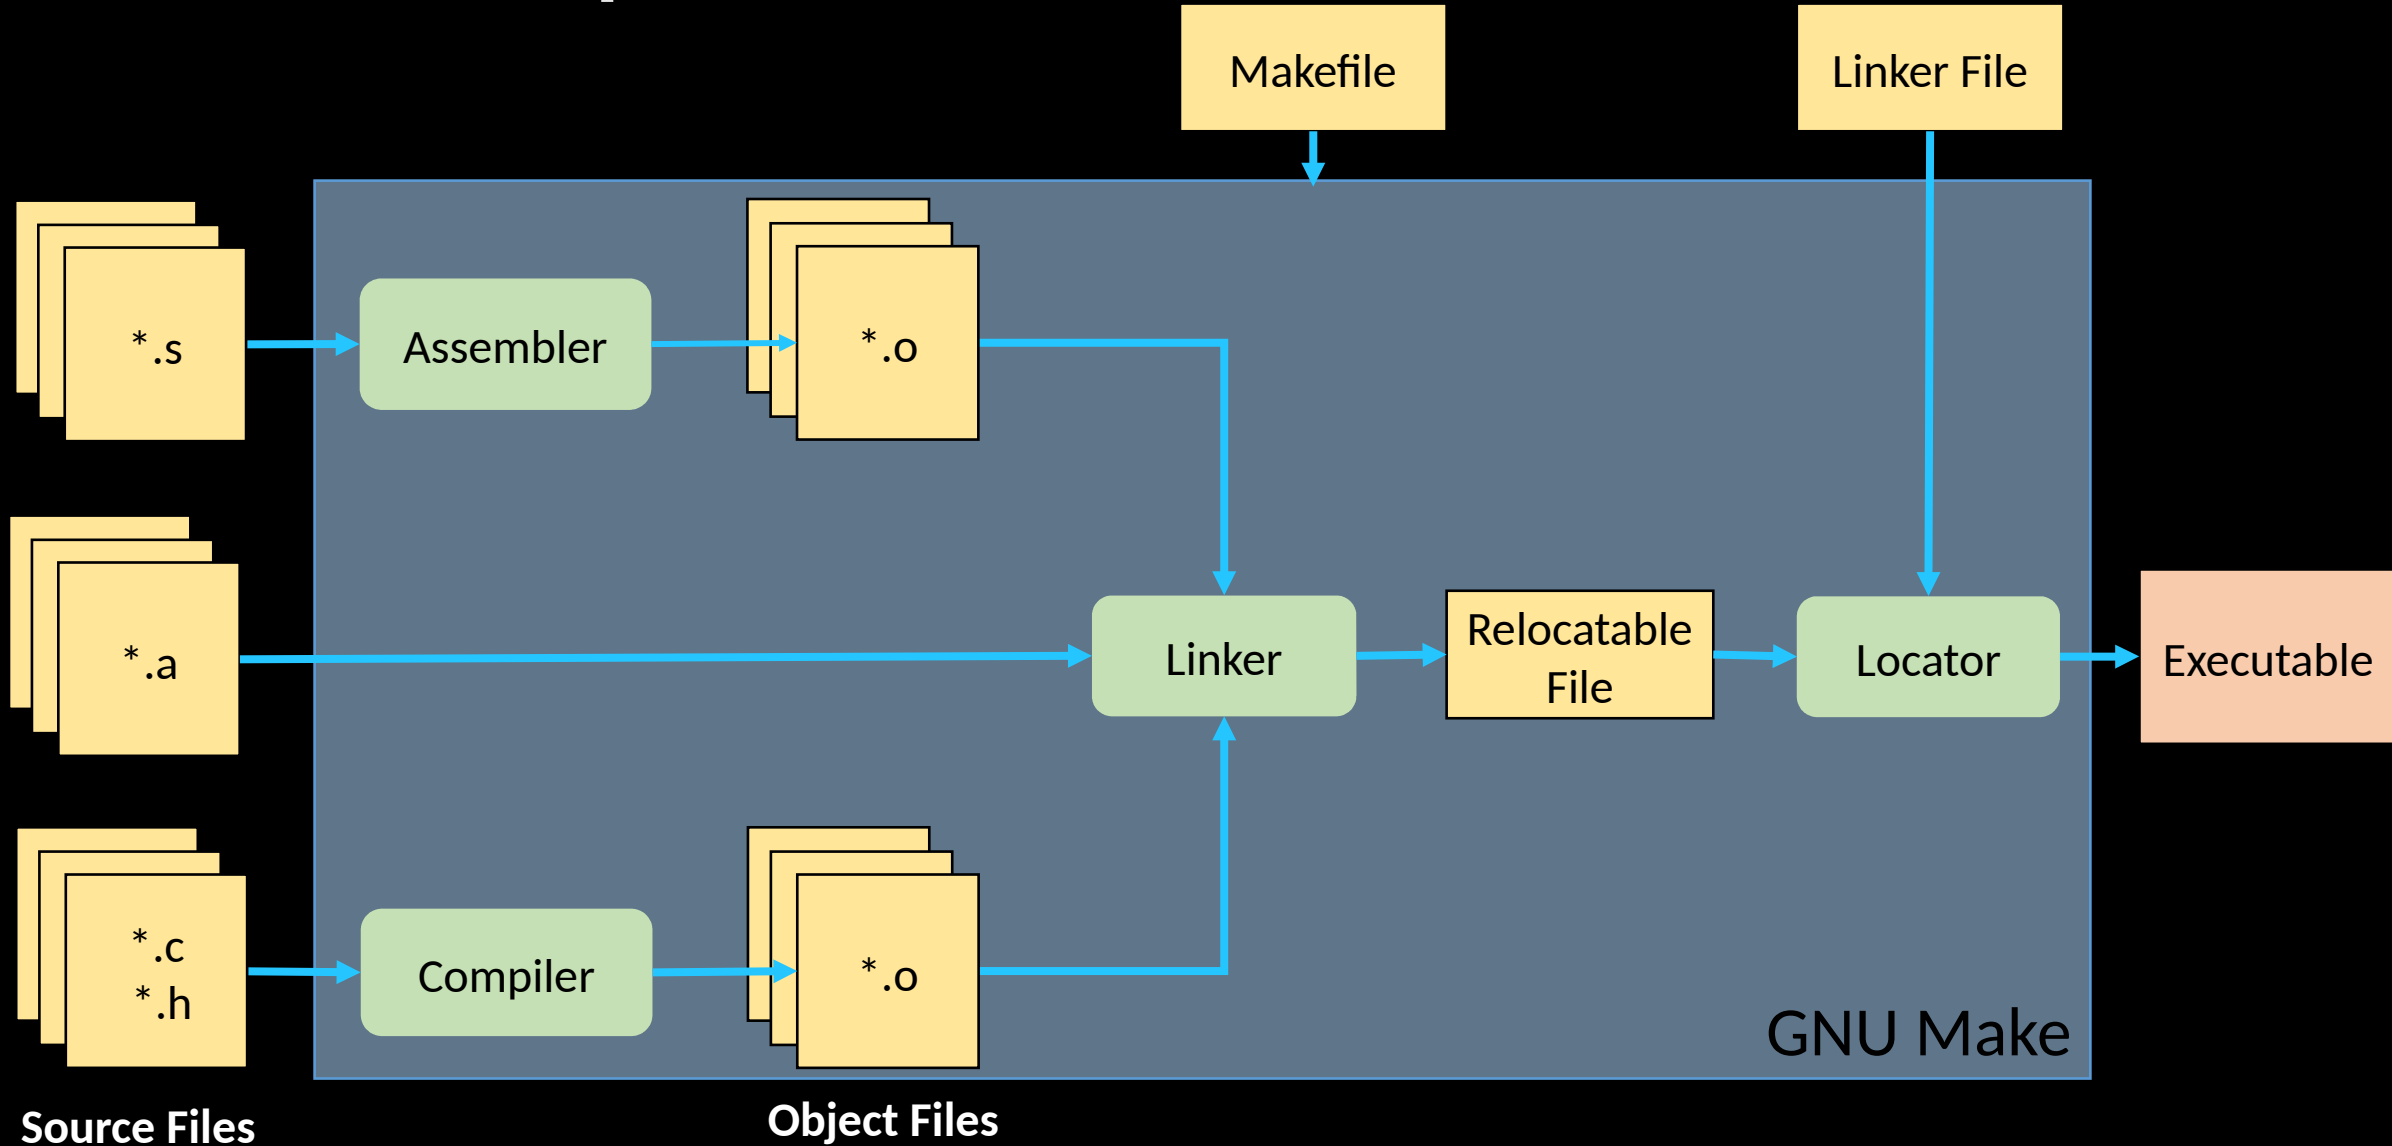 Makefile
Linker File
*.s
Assembler
*.o
*.a
Linker
Relocatable
File
Locator
Executable
*.c
*.h
Compiler
*.o
GNU Make
Source Files
Object Files